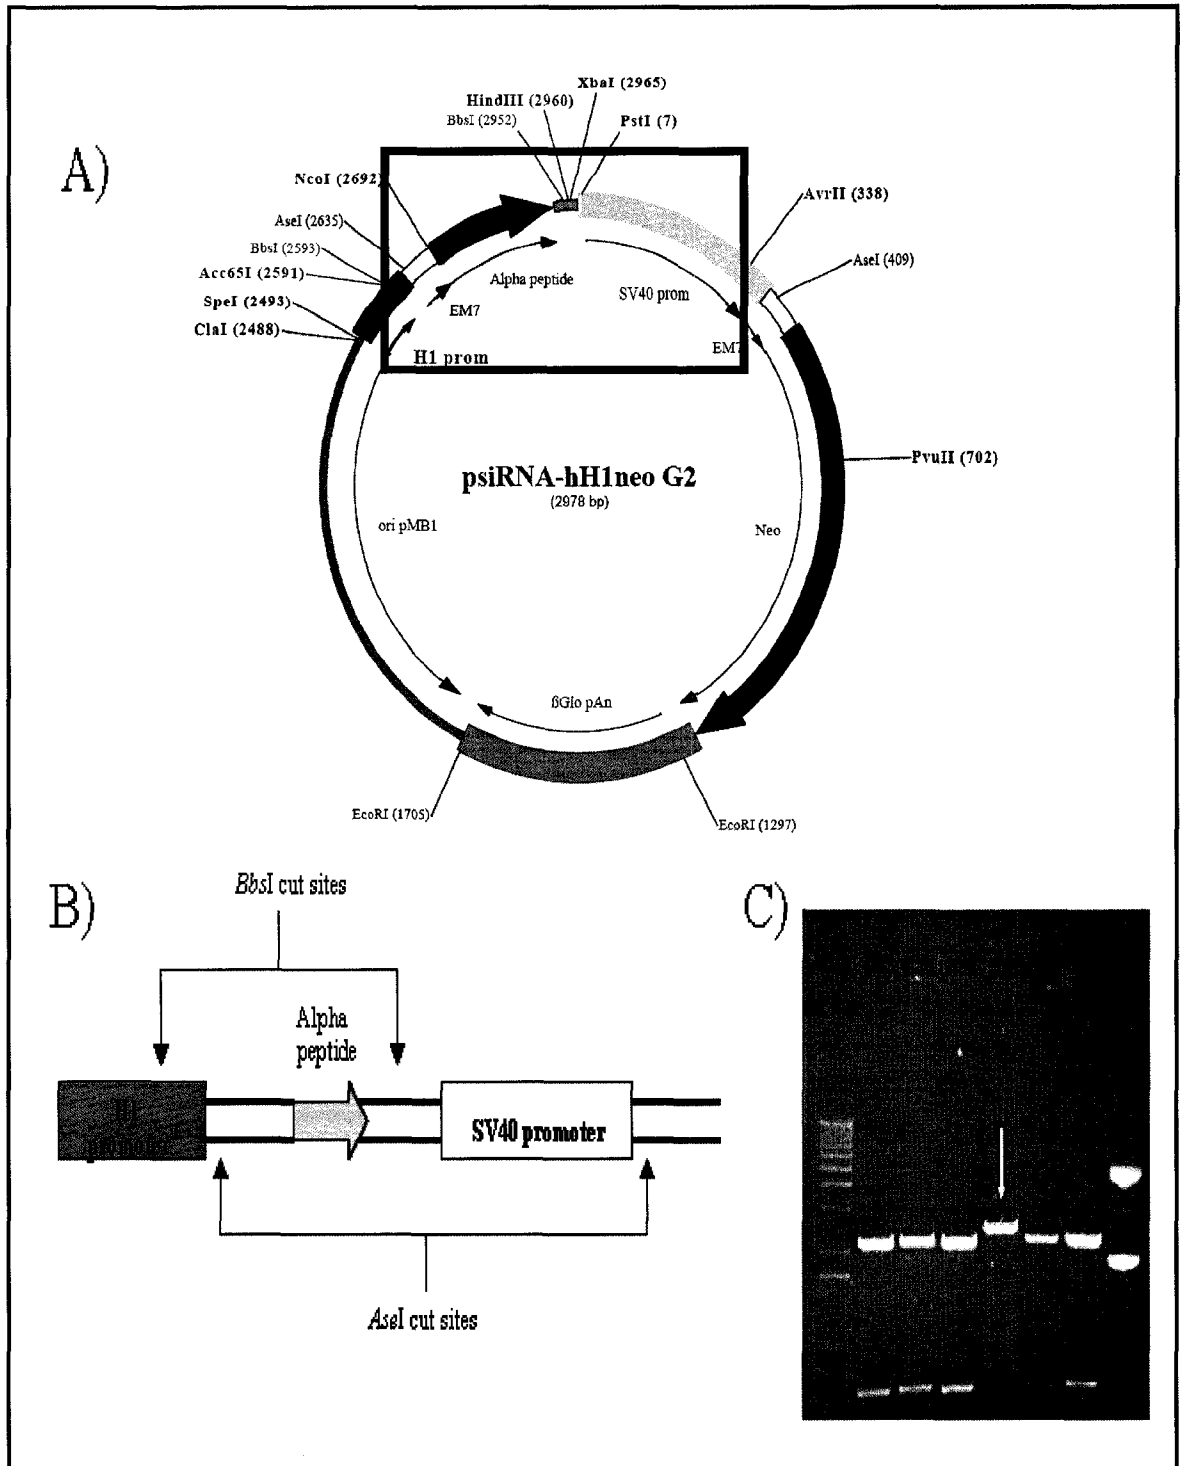 A)
XbaI (2965)
HindIII (2960)
BbsI (2952)
PstI (7)
NcoI (2692)
AvrII (338)
AseI (2635)
BbsI (2593)
AseI (409)
Acc65I (2591)
SpeI (2493)
ClaI (2488)
Alpha peptide
SV40 prom
EM7
EM7
H1 prom
PvuII (702)
psiRNA-hH1neo G2
(2978 bp)
ori pMB1
Neo
ßGlo pAn
EcoRI (1705)
EcoRI (1297)
B)
BbsI cut sites
C)
Alpha
peptide
SV40 promoter
AseI cut sites